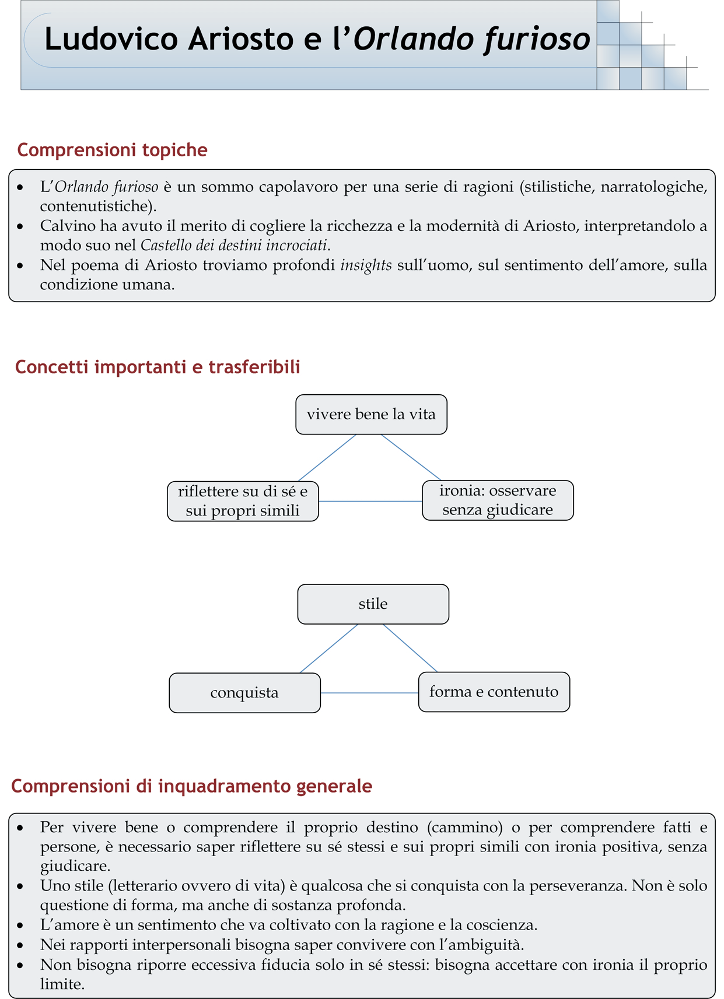 Ludovico Ariosto e l’Orlando furioso
Comprensioni topiche
• L’Orlando furioso è un sommo capolavoro per una serie di ragioni (stilistiche, narratologiche,
contenutistiche).
• Calvino ha avuto il merito di cogliere la ricchezza e la modernità di Ariosto, interpretandolo a
modo suo nel Castello dei destini incrociati.
• Nel poema di Ariosto troviamo profondi insights sull’uomo, sul sentimento dell’amore, sulla
condizione umana.
Concetti importanti e trasferibili
vivere bene la vita
riflettere su di sé e
sui propri simili
ironia: osservare
senza giudicare
stile
conquista
forma e contenuto
Comprensioni di inquadramento generale
• Per vivere bene o comprendere il proprio destino (cammino) o per comprendere fatti e
persone, è necessario saper riflettere su sé stessi e sui propri simili con ironia positiva, senza
giudicare.
• Uno stile (letterario ovvero di vita) è qualcosa che si conquista con la perseveranza. Non è solo
questione di forma, ma anche di sostanza profonda.
• L’amore è un sentimento che va coltivato con la ragione e la coscienza.
• Nei rapporti interpersonali bisogna saper convivere con l’ambiguità.
• Non bisogna riporre eccessiva fiducia solo in sé stessi: bisogna accettare con ironia il proprio
limite.